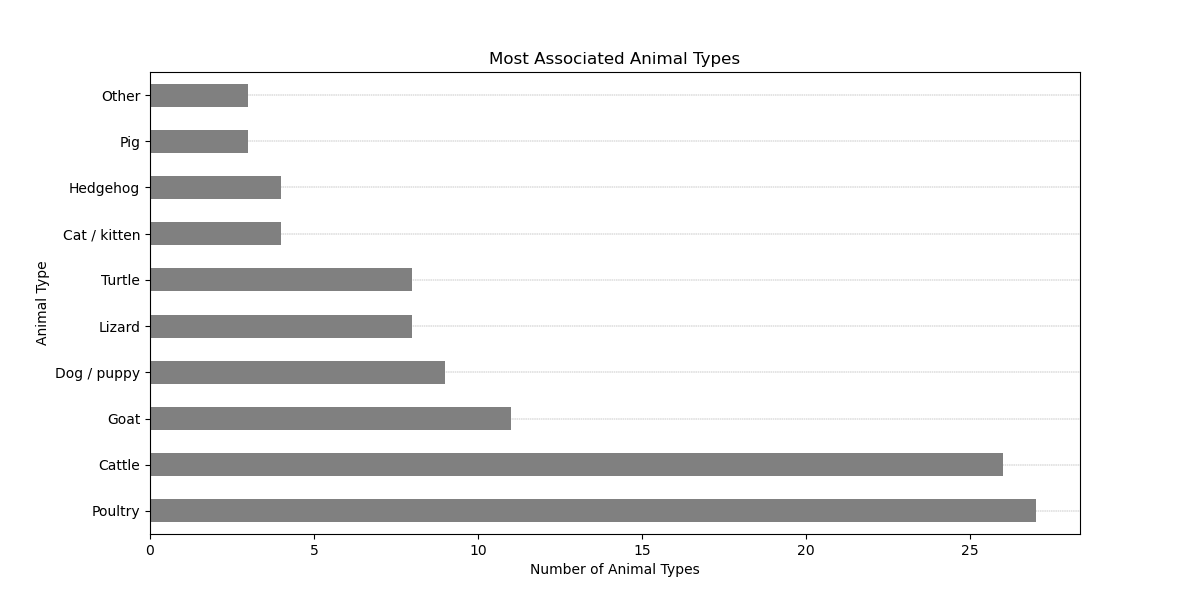 Most Associated Animal Types
Other
Pig
Hedgehog
Cat / kitten
Turtle
Lizard
Dog / puppy
Goat
Cattle
Poultry
Animal Type
0 5 10 15 20 25
Number of Animal Types